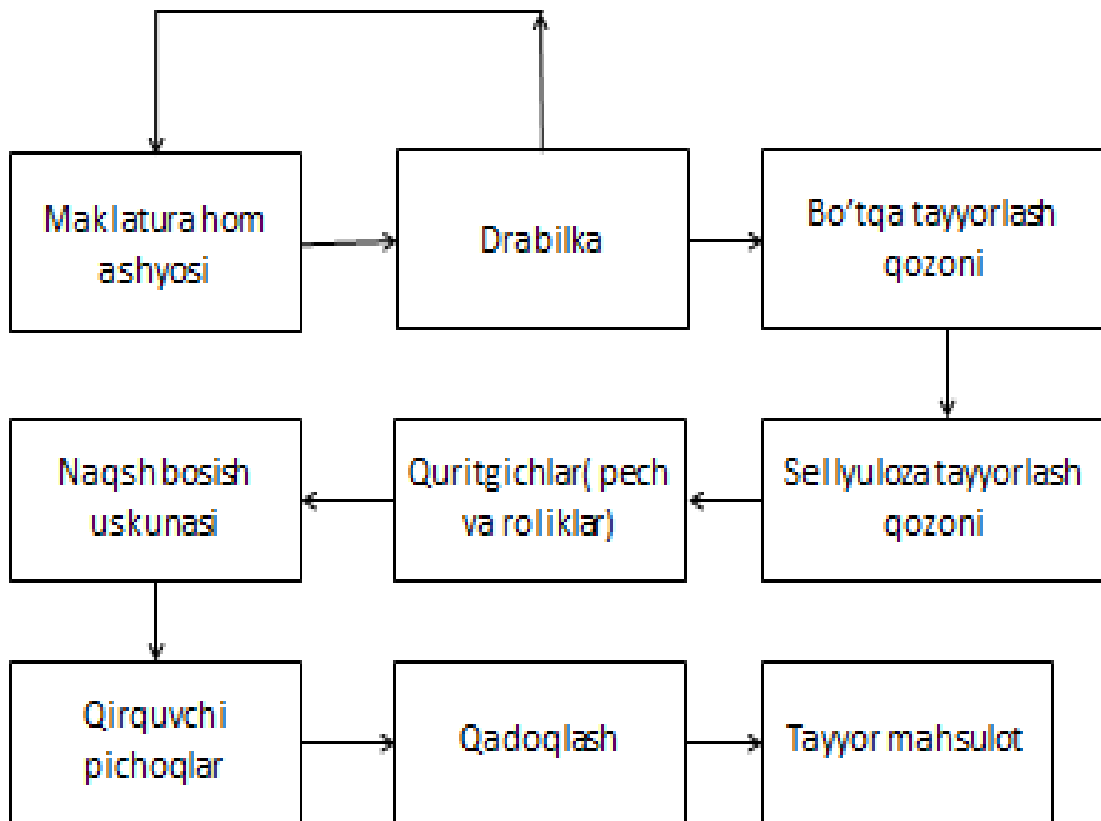 Maklatura hom
ashyosi
Drabilka
Bo'tqa tayyorlash
qozoni
Naqsh bosish
uskunasi
Quritgichlar( pech
va rolliklar)
Sellyuloza tayyorlash
qozoni
Qirquvchi
pichoqlar
Qadoqlash
Tayyor mahsulot